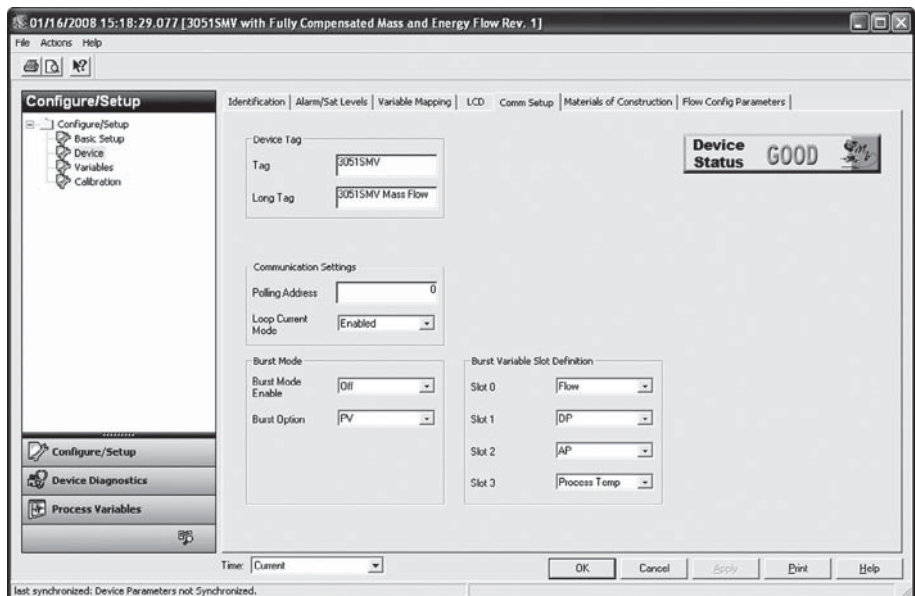 01/16/2008 15:18:29.077 [3051SMV with Fully Compensated Mass and Energy Flow Rev. 1]
File Actions Help
Configure/Setup
Configure/Setup
Basic Setup
Device
Variables
Calibration
Configure/Setup
Device Diagnostics
Process Variables
Identification Alarm/Sat Levels Variable Mapping LCD Comm Setup Materials of Construction Flow Config Parameters
Device Tag
Tag 3051SMV
Long Tag 3051SMV Mass Flow
Device Status GOOD
Communication Settings
Polling Address 0
Loop Current Mode Enabled
Burst Mode
Burst Mode Enable Off
Burst Option PV
Burst Variable Slot Definition
Slot 0 Flow
Slot 1 DP
Slot 2 AP
Slot 3 Process Temp
Time: Current
OK Cancel Apply Print Help
last synchronized: Device Parameters not Synchronized.